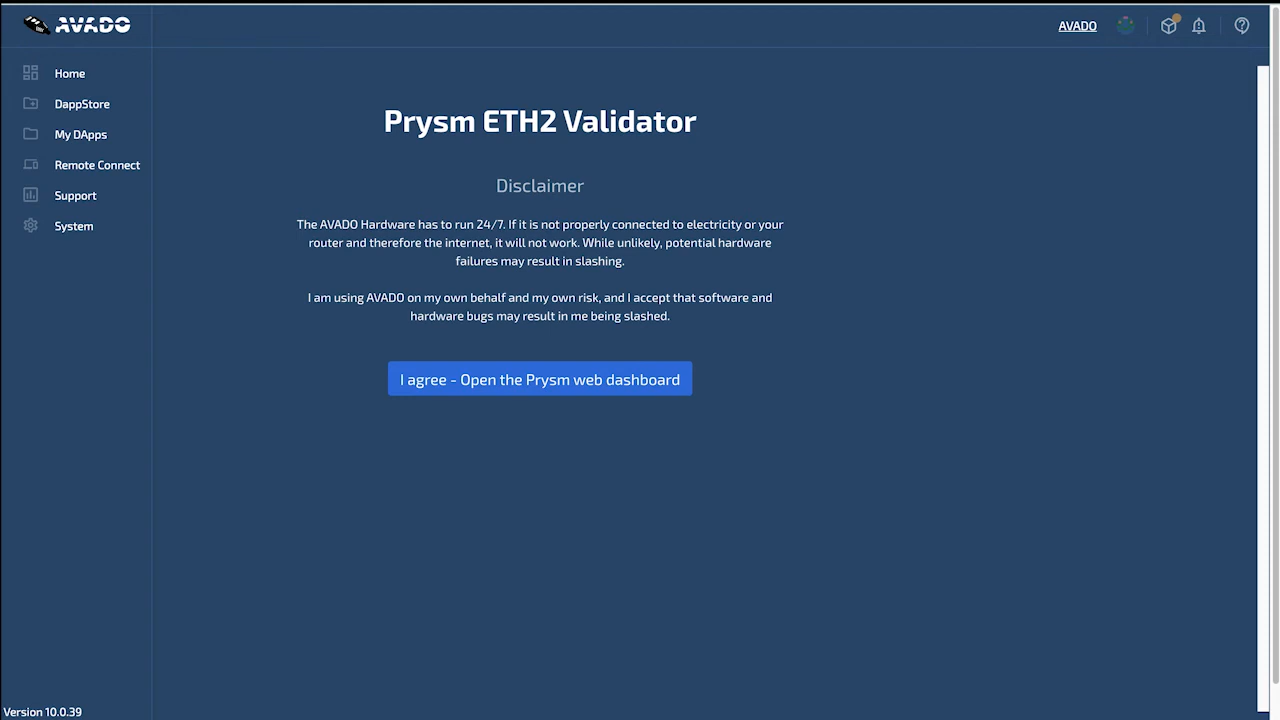 AVADO
AVADO
Home
DappStore
My DApps
Remote Connect
Support
System
Prysm ETH2 Validator
Disclaimer
The AVADO Hardware has to run 24/7. If it is not properly connected to electricity or your
router and therefore the internet, it will not work. While unlikely, potential hardware
failures may result in slashing.
I am using AVADO on my own behalf and my own risk, and I accept that software and
hardware bugs may result in me being slashed.
I agree - Open the Prysm web dashboard
Version 10.0.39